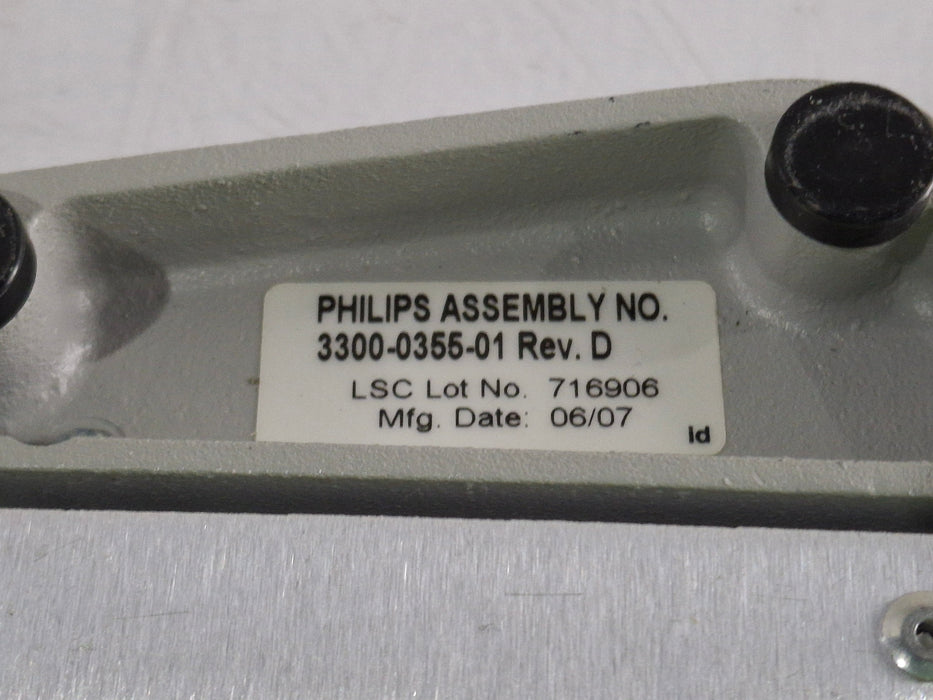 PHILIPS ASSEMBLY NO.
3300-0355-01 Rev. D
LSC Lot No. 716906
Mfg. Date: 06/07
ld